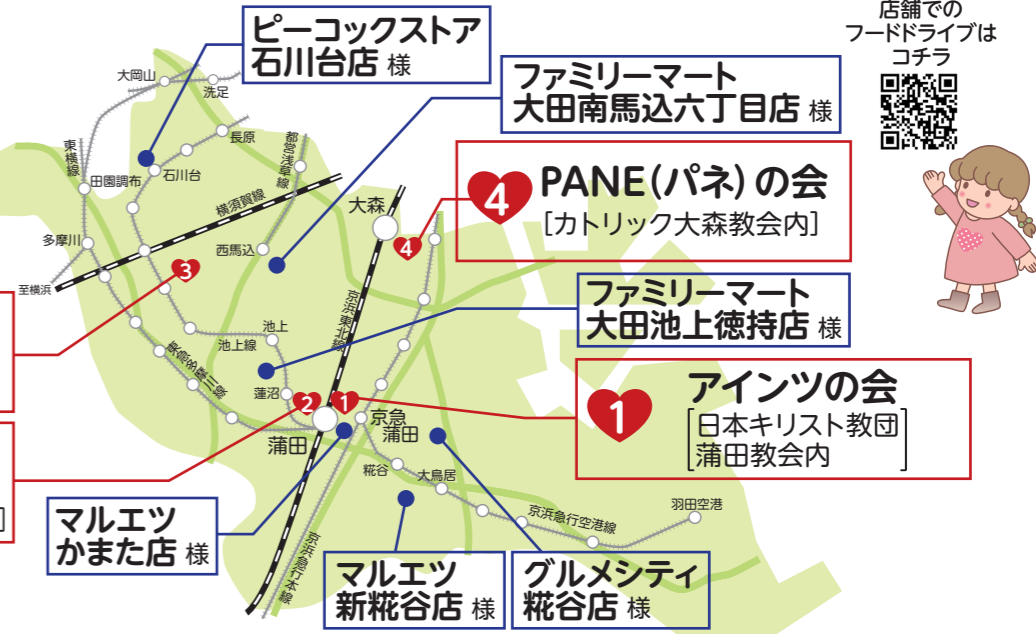 店舗での
フードドライブは
コチラ
ピーコックストア
石川台店 様
ファミリーマート
大田南馬込六丁目店 様
4 PANE(パネ)の会
[カトリック大森教会内]
ファミリーマート
大田池上徳持店 様
1 アインツの会
[日本キリスト教団
蒲田教会内]
マルエツ
かまた店 様
マルエツ
新糀谷店 様
グルメシティ
糀谷店 様
大岡山
洗足
長原
都営浅草線
東横線
田園調布
石川台
横須賀線
大森
多摩川
西馬込
4
3
至横浜
京浜東北線
池上
池上線
東急多摩川線
蓮沼
2
1
京急
蒲田
蒲田
糀谷
大鳥居
羽田空港
京浜急行空港線
京浜急行本線
]